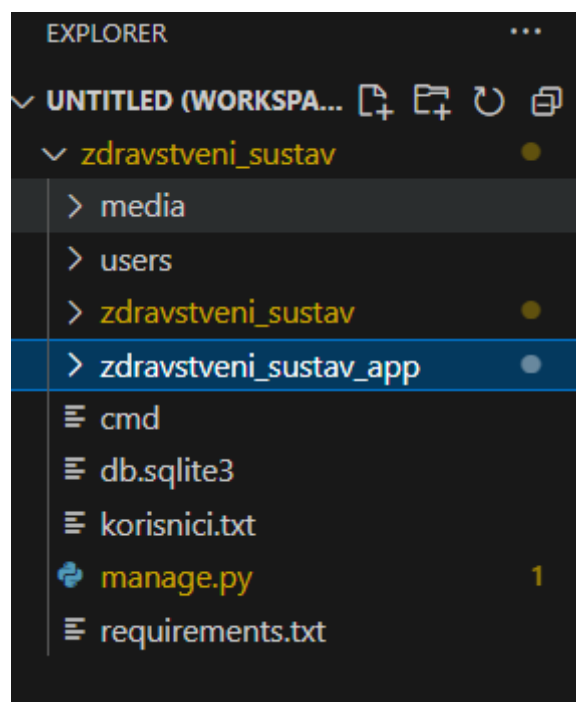 EXPLORER
UNTITLED (WORKSPA...
zdravstveni_sustav
media
users
zdravstveni_sustav
zdravstveni_sustav_app
cmd
db.sqlite3
korisnici.txt
manage.py 1
requirements.txt